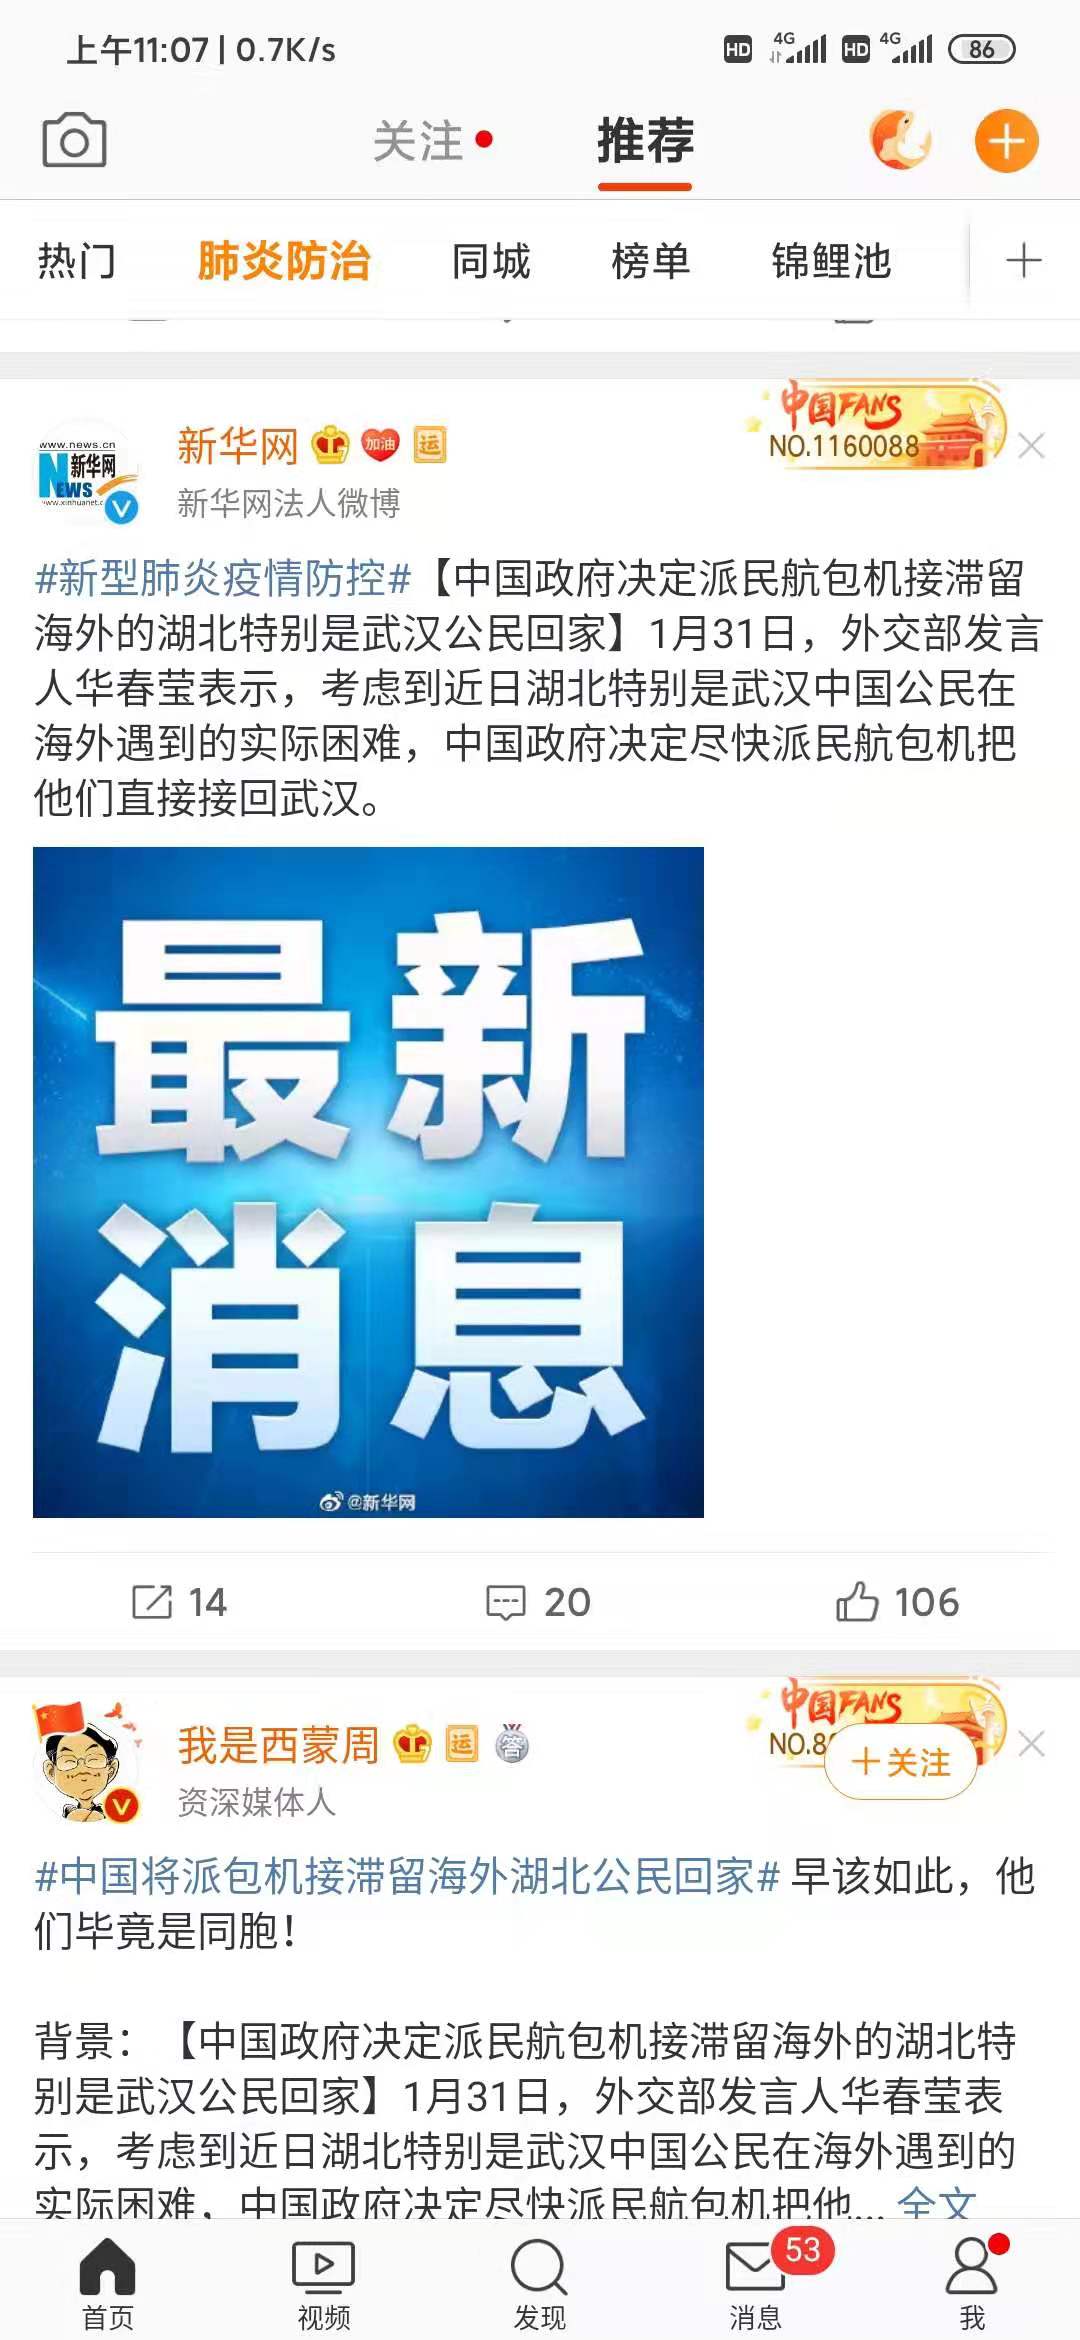 上午11:07 | 0.7K/s
HD 4G HD 4G 86
关注 推荐
热门 肺炎防治 同城 榜单 锦鲤池
中国FANS
NO.1160088
www.news.cn
新华网
NEWS
www.xinhuanet.c
新华网 加油 运
新华网法人微博
#新型肺炎疫情防控#【中国政府决定派民航包机接滞留
海外的湖北特别是武汉公民回家】1月31日，外交部发言
人华春莹表示，考虑到近日湖北特别是武汉中国公民在
海外遇到的实际困难，中国政府决定尽快派民航包机把
他们直接接回武汉。
最新
消息
@新华网
14 20 106
中国FANS
NO.88
我是西蒙周 运 答
+关注
资深媒体人
#中国将派包机接滞留海外湖北公民回家# 早该如此，他
们毕竟是同胞！
背景：【中国政府决定派民航包机接滞留海外的湖北特
别是武汉公民回家】1月31日，外交部发言人华春莹表
示，考虑到近日湖北特别是武汉中国公民在海外遇到的
实际困难，中国政府决定尽快派民航包机把他... 全文
53
首页 视频 发现 消息 我